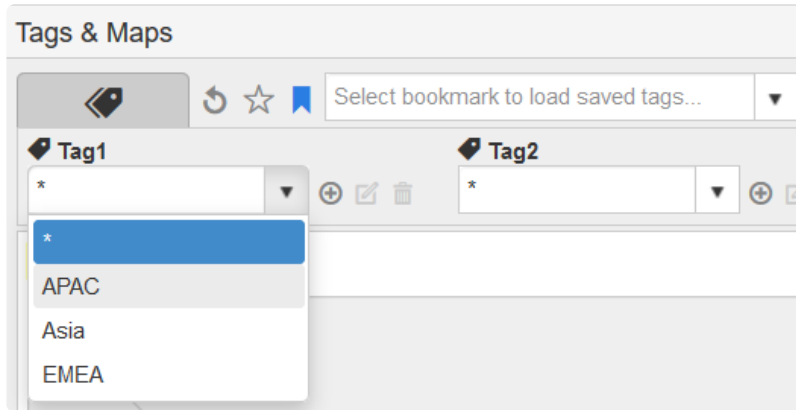 Tags & Maps
Select bookmark to load saved tags...
Tag1 Tag2
* *
*
APAC
Asia
EMEA